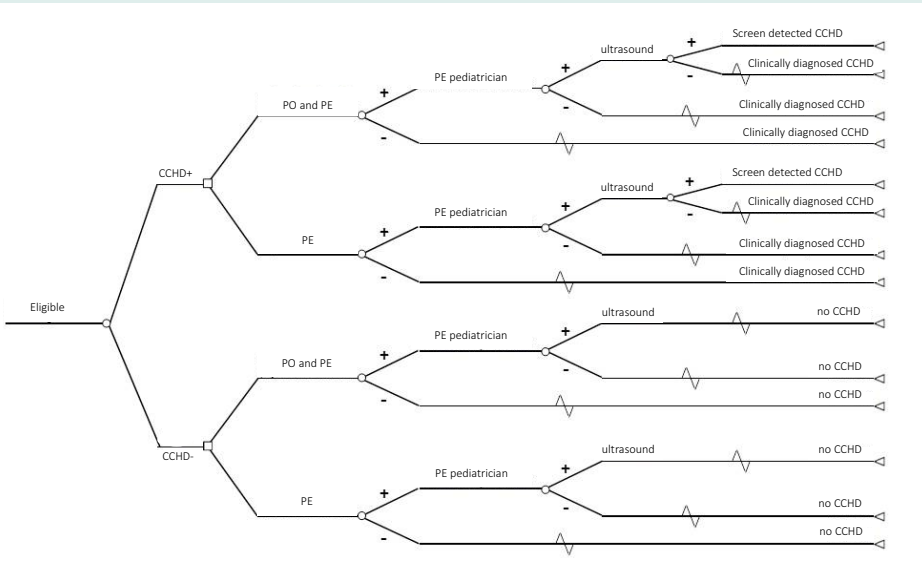 Screen detected CCHD
+
ultrasound
Clinically diagnosed CCHD
-
+
PE pediatrician
Clinically diagnosed CCHD
-
+
PO and PE
Clinically diagnosed CCHD
-
CCHD+
Screen detected CCHD
+
ultrasound
Clinically diagnosed CCHD
-
+
PE pediatrician
Clinically diagnosed CCHD
-
+
PE
Clinically diagnosed CCHD
-
Eligible
ultrasound
no CCHD
+
PE pediatrician
no CCHD
-
+
PO and PE
no CCHD
-
CCHD-
ultrasound
no CCHD
+
PE pediatrician
no CCHD
-
+
PE
no CCHD
-